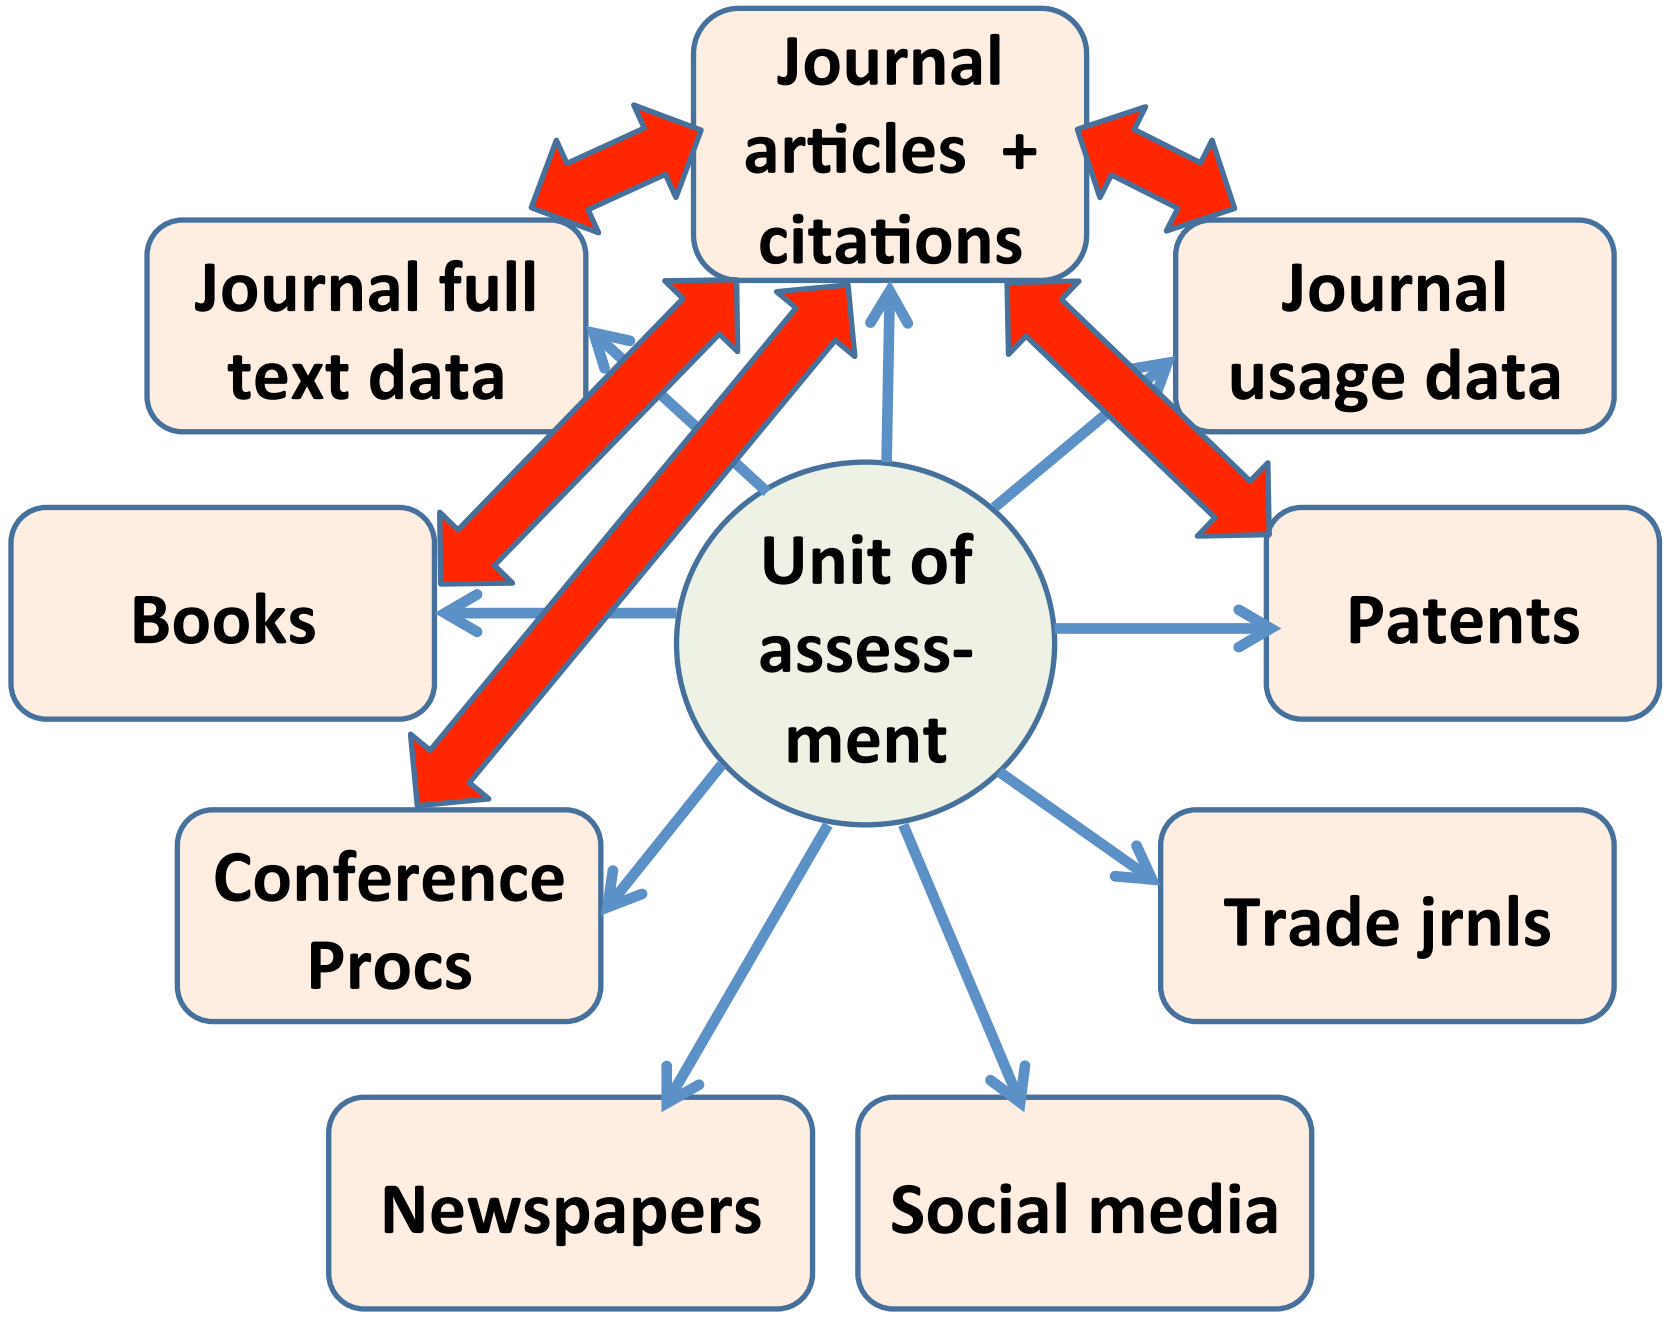 Journal
articles +
citations
Journal full
text data
Journal
usage data
Books
Unit of
assess-
ment
Patents
Conference
Procs
Trade jrnls
Newspapers
Social media